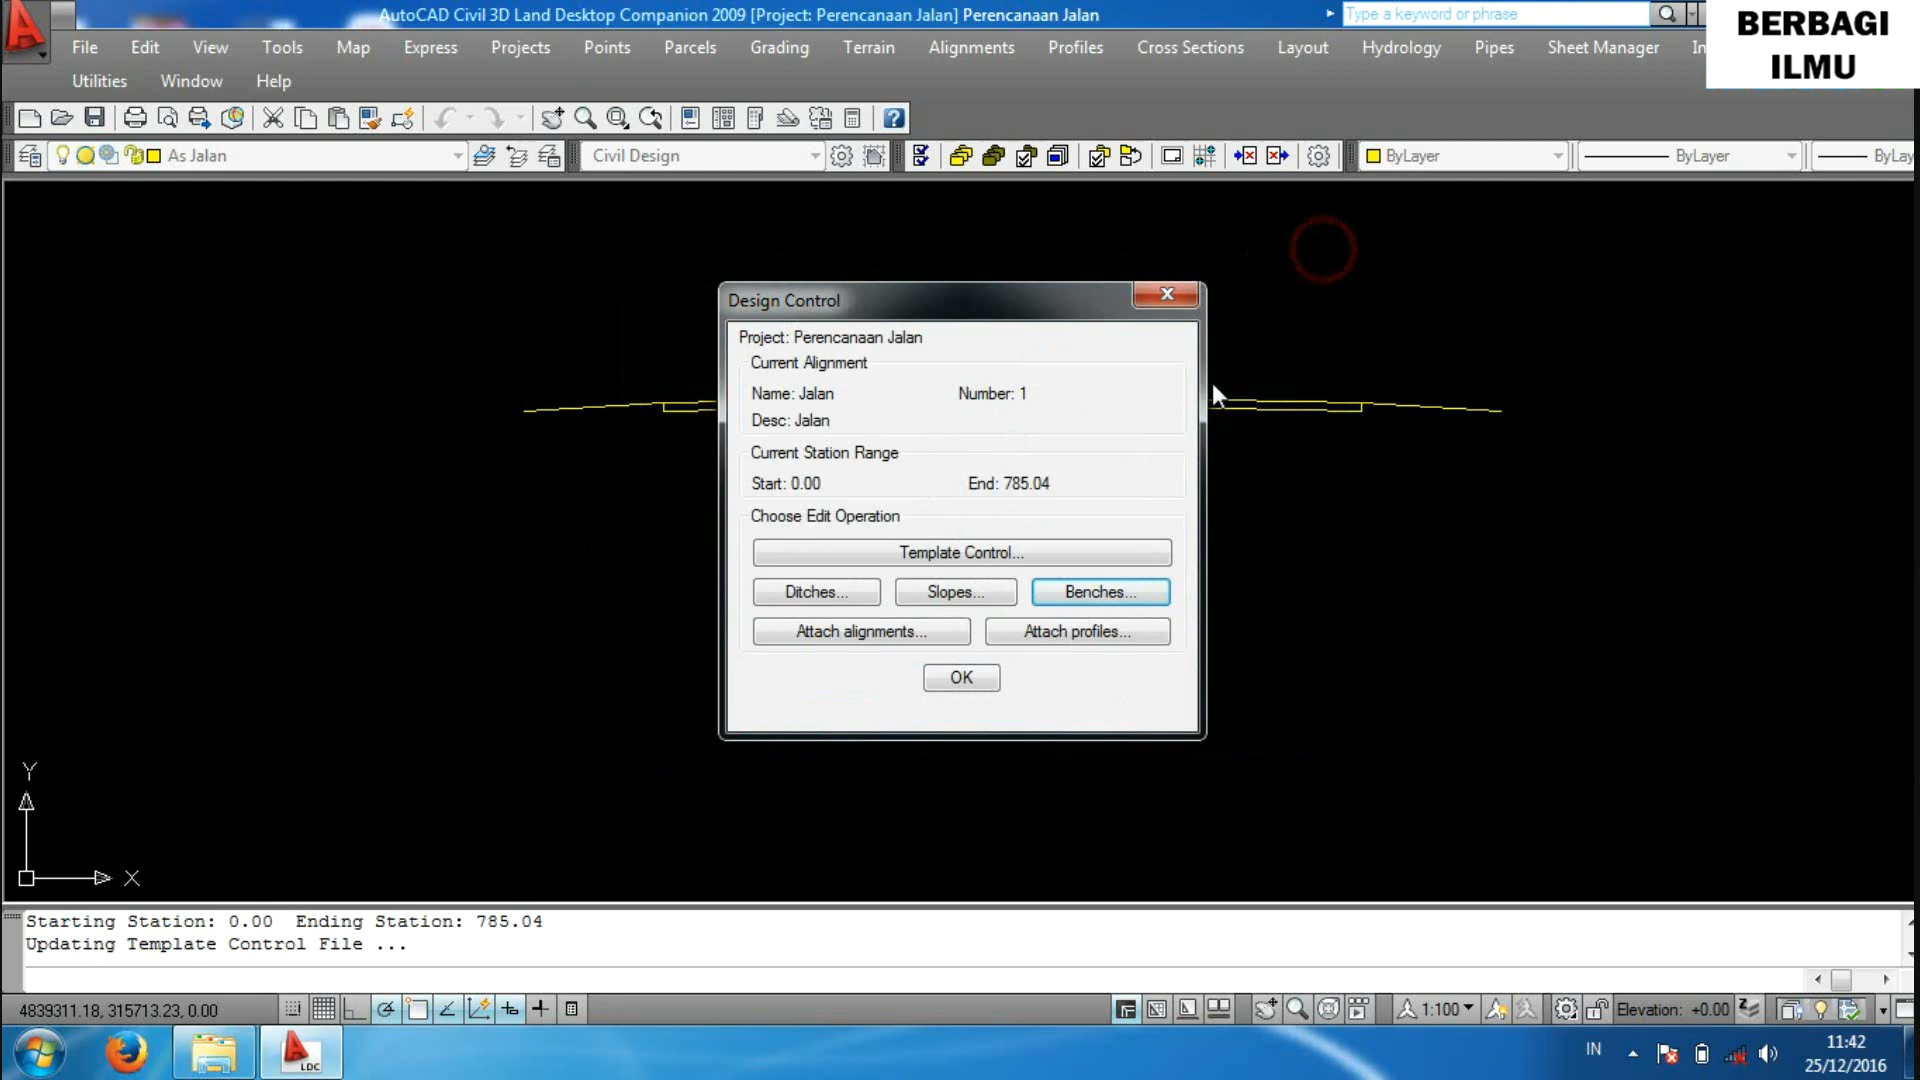 AutoCAD Civil 3D Land Desktop Companion 2009 [Project: Perencanaan Jalan] Perencanaan Jalan
Type a keyword or phrase
BERBAGI
ILMU
File Edit View Tools Map Express Projects Points Parcels Grading Terrain Alignments Profiles Cross Sections Layout Hydrology Pipes Sheet Manager
Utilities Window Help
As Jalan
Civil Design
ByLayer
ByLayer
Design Control
Project: Perencanaan Jalan
Current Alignment
Name: Jalan Number: 1
Desc: Jalan
Current Station Range
Start: 0.00 End: 785.04
Choose Edit Operation
Template Control...
Ditches... Slopes... Benches...
Attach alignments... Attach profiles...
OK
Y
X
Starting Station: 0.00 Ending Station: 785.04
Updating Template Control File ...
4839311.18, 315713.23, 0.00
1:100
Elevation: +0.00
LDC
IN
11:42
25/12/2016